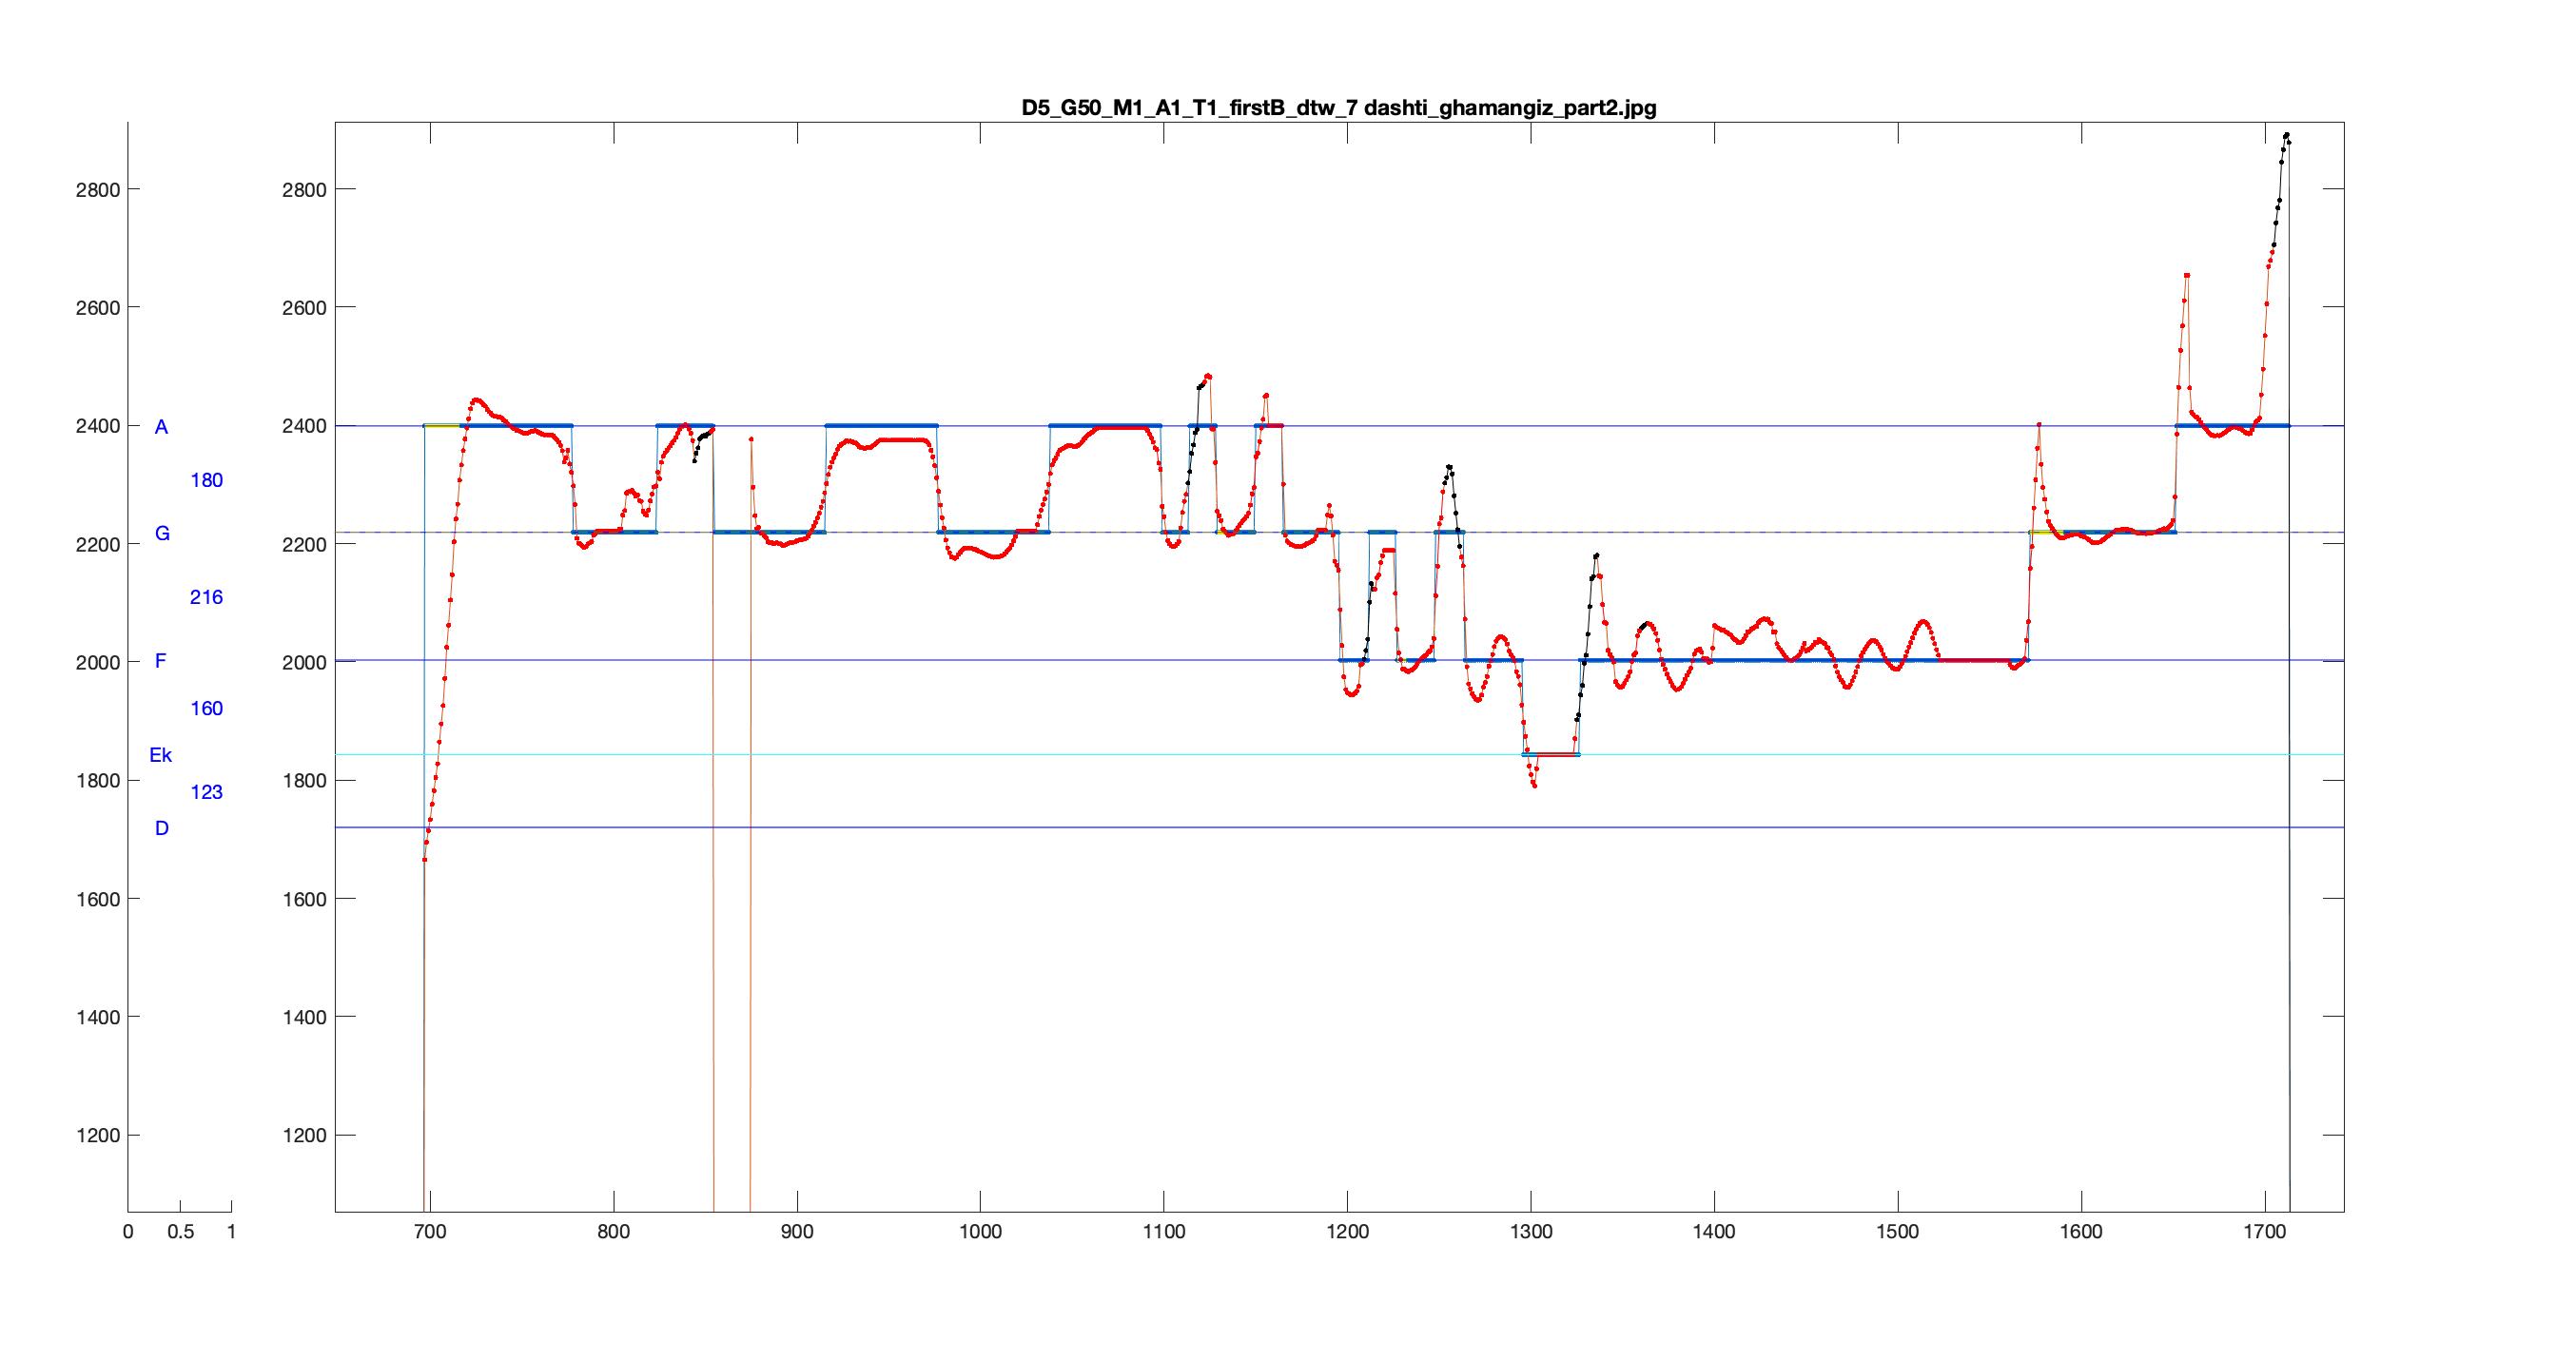 D5_G50_M1_A1_T1_firstB_dtw_7 dashti_ghamangiz_part2.jpg
2800 2800
2600 2600
2400 A 2400
180
2200 G 2200
216
2000 F 2000
160
Ek
1800 1800
123
D
1600 1600
1400 1400
1200 1200
0 0.5 1 700 800 900 1000 1100 1200 1300 1400 1500 1600 1700